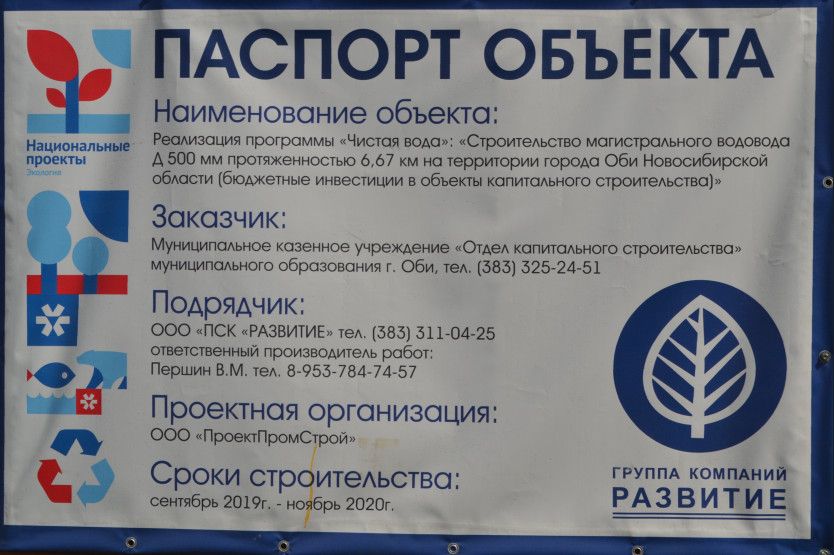 ПАСПОРТ ОБЪЕКТА
Национальные
проекты
Экология
Наименование объекта:
Реализация программы «Чистая вода»: «Строительство магистрального водовода
Д 500 мм протяженностью 6,67 км на территории города Оби Новосибирской
области (бюджетные инвестиции в объекты капитального строительства)»
Заказчик:
Муниципальное казенное учреждение «Отдел капитального строительства»
муниципального образования г. Оби, тел. (383) 325-24-51
Подрядчик:
ООО «ПСК «РАЗВИТИЕ» тел. (383) 311-04-25
ответственный производитель работ:
Першин В.М. тел. 8-953-784-74-57
Проектная организация:
ООО «ПроектПромСтрой»
Сроки строительства:
сентябрь 2019г. - ноябрь 2020г.
ГРУППА КОМПАНИЙ
РАЗВИТИЕ